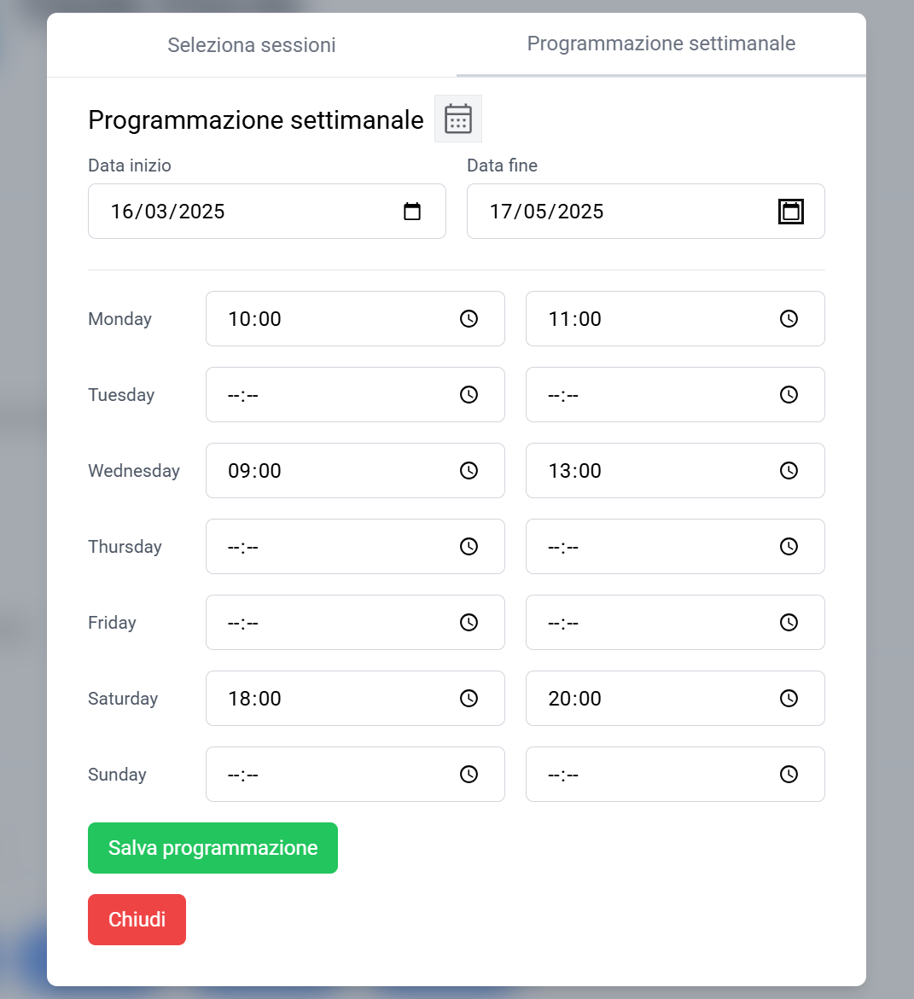 Seleziona sessioni Programmazione settimanale
Programmazione settimanale
Data inizio Data fine
16/03/2025 17/05/2025
Monday 10:00 11:00
Tuesday --:-- --:--
Wednesday 09:00 13:00
Thursday --:-- --:--
Friday --:-- --:--
Saturday 18:00 20:00
Sunday --:-- --:--
Salva programmazione
Chiudi